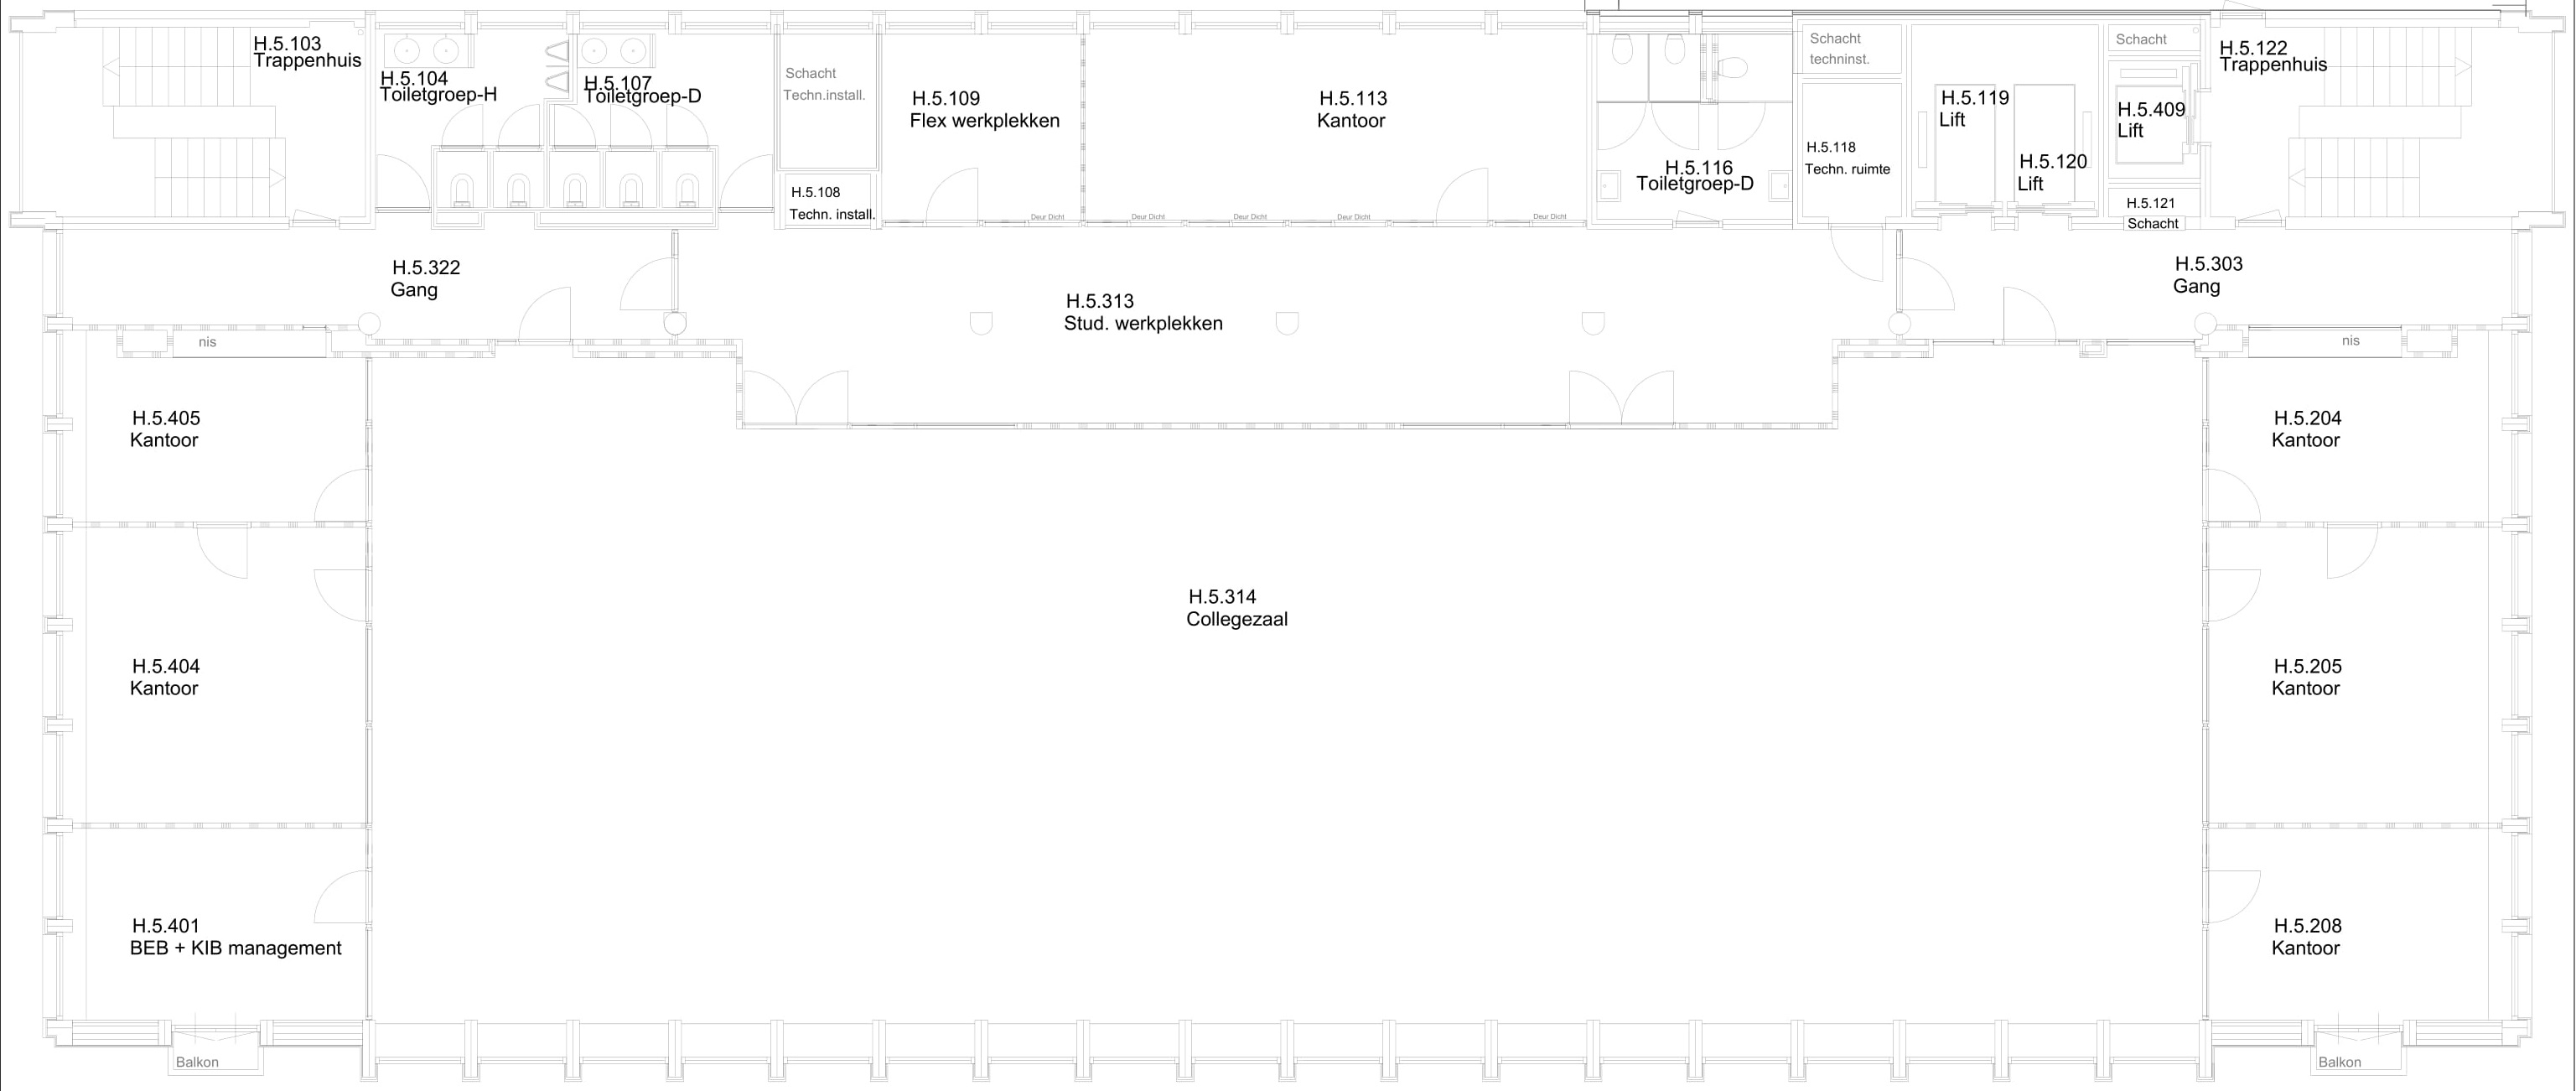 H.5.103
Trappenhuis
H.5.104
Toiletgroep-H
H.5.107
Toiletgroep-D
Schacht
Techn.install.
H.5.108
Techn. install.
H.5.109
Flex werkplekken
H.5.113
Kantoor
Deur Dicht
Deur Dicht
Deur Dicht
Deur Dicht
Deur Dicht
H.5.116
Toiletgroep-D
Schacht
techninst.
H.5.118
Techn. ruimte
H.5.119
Lift
H.5.120
Lift
Schacht
H.5.409
Lift
H.5.121
Schacht
H.5.122
Trappenhuis
H.5.322
Gang
H.5.313
Stud. werkplekken
H.5.303
Gang
nis
nis
H.5.405
Kantoor
H.5.204
Kantoor
H.5.314
Collegezaal
H.5.404
Kantoor
H.5.205
Kantoor
H.5.401
BEB + KIB management
H.5.208
Kantoor
Balkon
Balkon